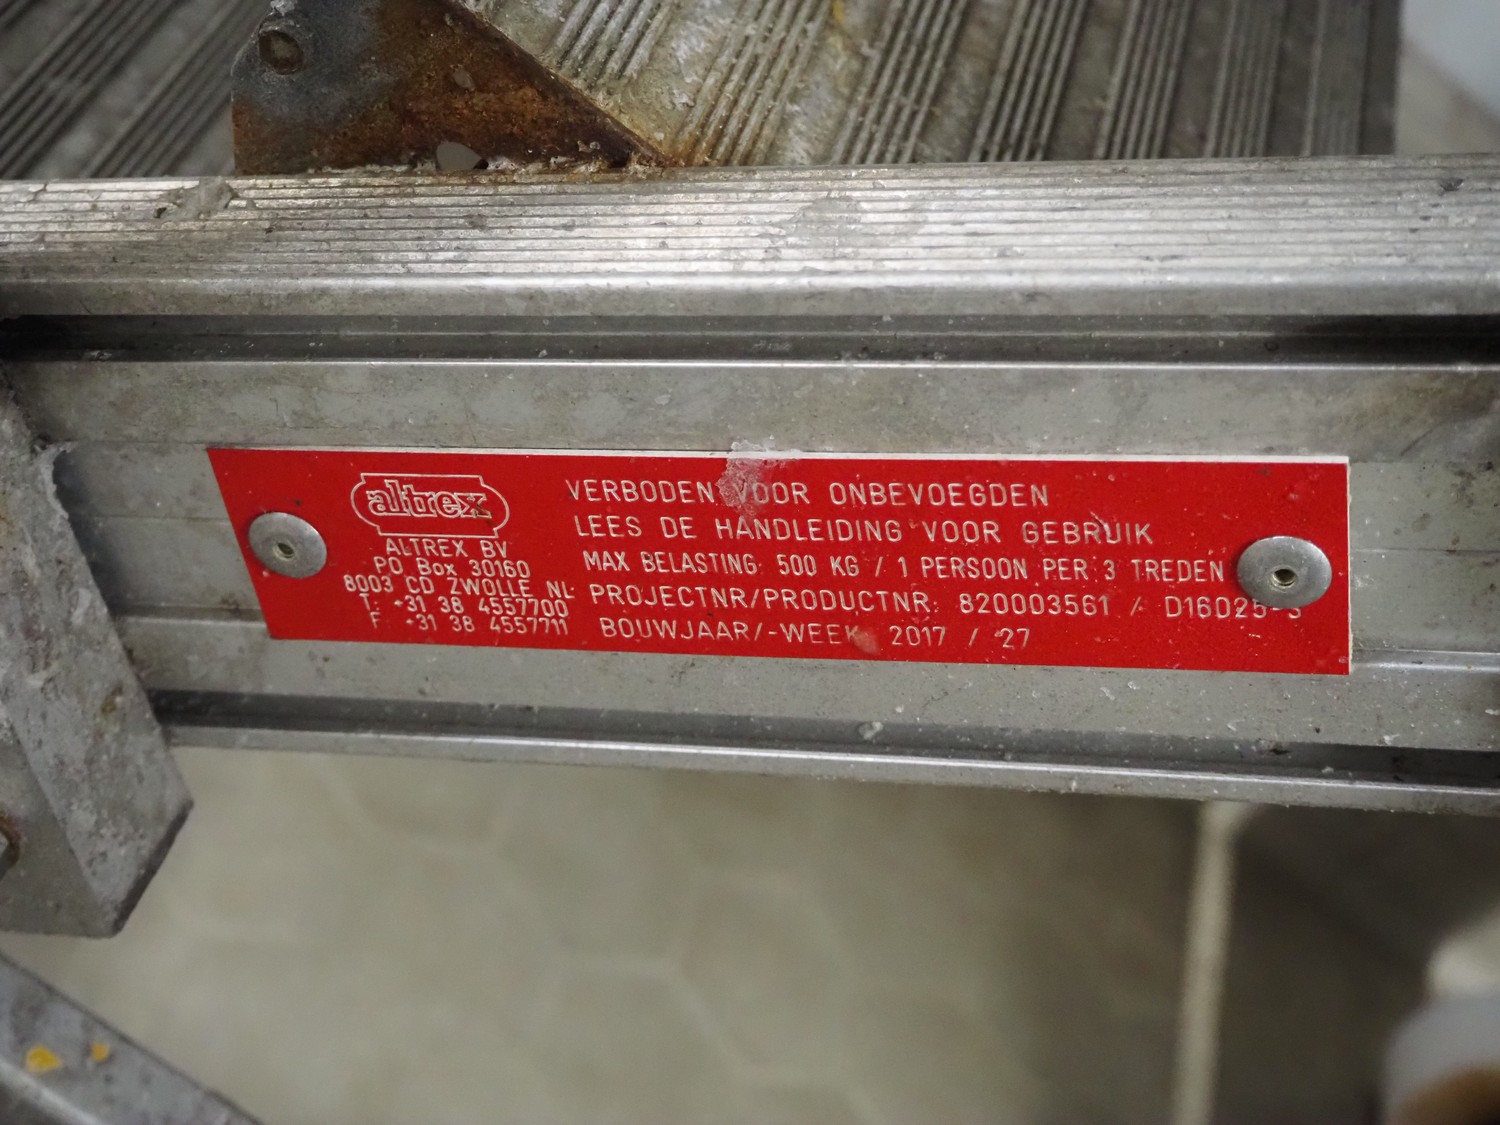 altrex
ALTREX BV
PO Box 30160
8003 CD ZWOLLE NL
T: +31 38 4557700
F +31 38 4557711
VERBODEN VOOR ONBEVOEGDEN
LEES DE HANDLEIDING VOOR GEBRUIK
MAX BELASTING: 500 KG / 1 PERSOON PER 3 TREDEN
PROJECTNR/PRODUCTNR: 820003561 /
BOUWJAAR/-WEEK 2017 / 27